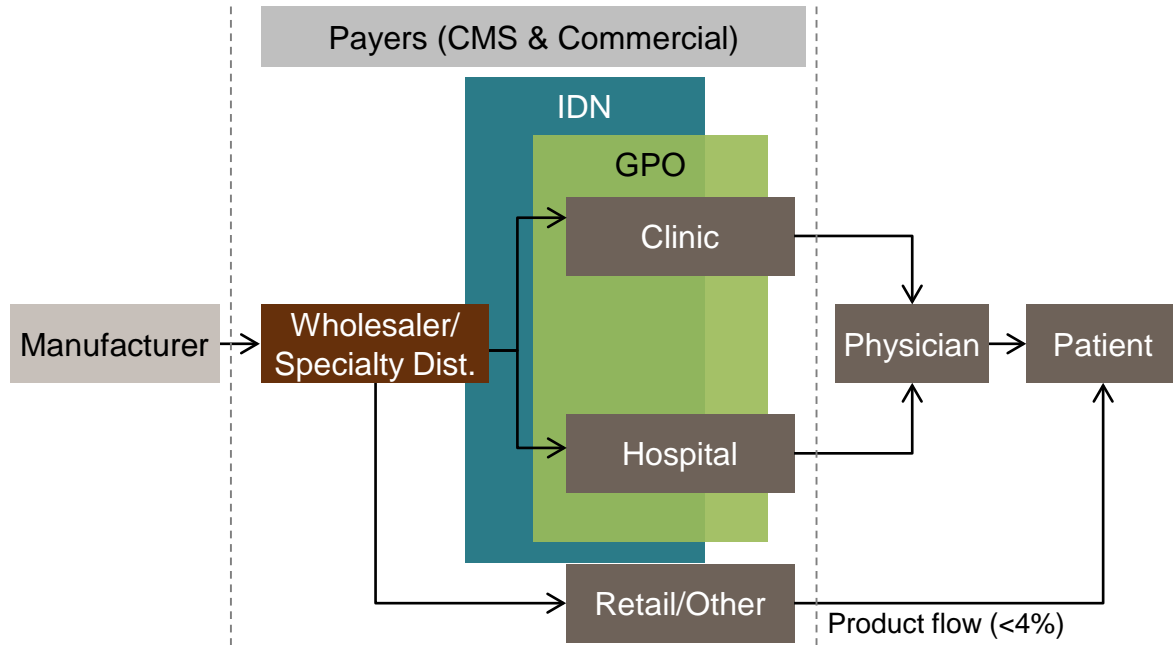 Payers (CMS & Commercial)
IDN
GPO
Clinic
Manufacturer
Wholesaler/
Specialty Dist.
Physician
Patient
Hospital
Retail/Other
Product flow (<4%)